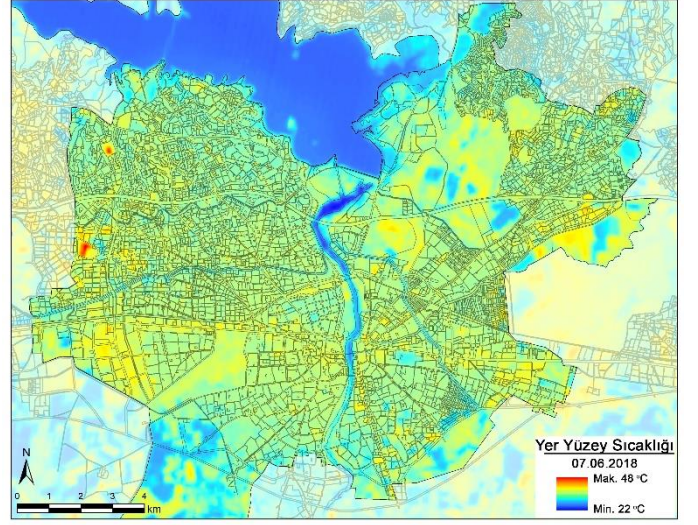 Yer Yüzey Sıcaklığı
07.06.2018
Mak. 48 °C
Min. 22 °C
N
0 1 2 3 4
km